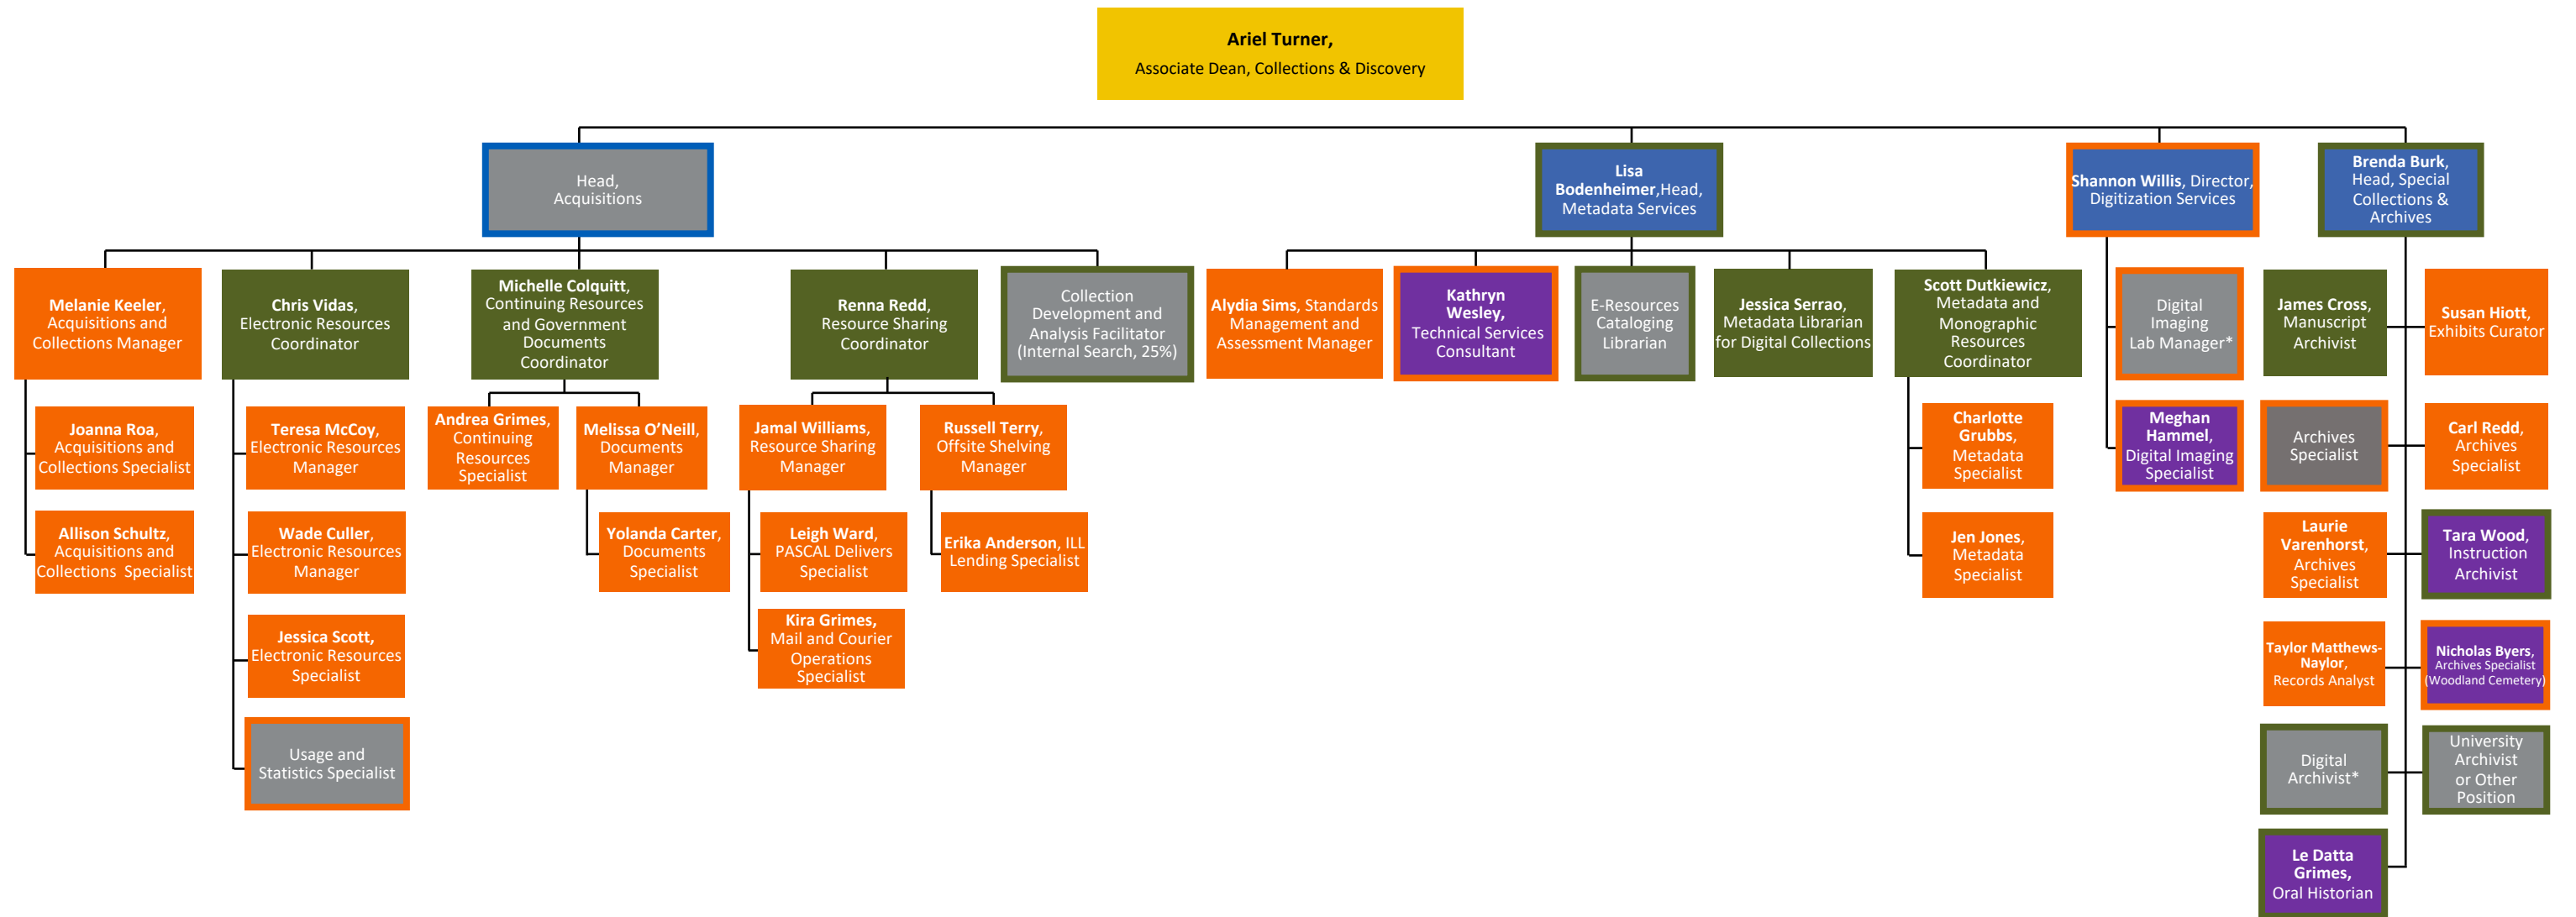 Ariel Turner,
Associate Dean, Collections & Discovery
Head,
Acquisitions
Lisa
Bodenheimer,Head,
Metadata Services
Shannon Willis, Director,
Digitization Services
Brenda Burk,
Head, Special
Collections &
Archives
Melanie Keeler,
Acquisitions and
Collections Manager
Chris Vidas,
Electronic Resources
Coordinator
Michelle Colquitt,
Continuing Resources
and Government
Documents
Coordinator
Renna Redd,
Resource Sharing
Coordinator
Collection
Development and
Analysis Facilitator
(Internal Search, 25%)
Alydia Sims, Standards
Management and
Assessment Manager
Kathryn
Wesley,
Technical Services
Consultant
E-Resources
Cataloging
Librarian
Jessica Serrao,
Metadata Librarian
for Digital Collections
Scott Dutkiewicz,
Metadata and
Monographic
Resources
Coordinator
Digital
Imaging
Lab Manager*
James Cross,
Manuscript
Archivist
Susan Hiott,
Exhibits Curator
Joanna Roa,
Acquisitions and
Collections Specialist
Teresa McCoy,
Electronic Resources
Manager
Andrea Grimes,
Continuing
Resources
Specialist
Melissa O’Neill,
Documents
Manager
Jamal Williams,
Resource Sharing
Manager
Russell Terry,
Offsite Shelving
Manager
Charlotte
Grubbs,
Metadata
Specialist
Meghan
Hammel,
Digital Imaging
Specialist
Archives
Specialist
Carl Redd,
Archives
Specialist
Allison Schultz,
Acquisitions and
Collections  Specialist
Wade Culler,
Electronic Resources
Manager
Yolanda Carter,
Documents
Specialist
Leigh Ward,
PASCAL Delivers
Specialist
Erika Anderson, ILL
Lending Specialist
Jen Jones,
Metadata
Specialist
Laurie
Varenhorst,
Archives
Specialist
Tara Wood,
Instruction
Archivist
Jessica Scott,
Electronic Resources
Specialist
Kira Grimes,
Mail and Courier
Operations
Specialist
Taylor Matthews-
Naylor,
Records Analyst
Nicholas Byers,
Archives Specialist
(Woodland Cemetery)
Usage and
Statistics Specialist
Digital
Archivist*
University
Archivist
or Other
Position
Le Datta
Grimes,
Oral Historian